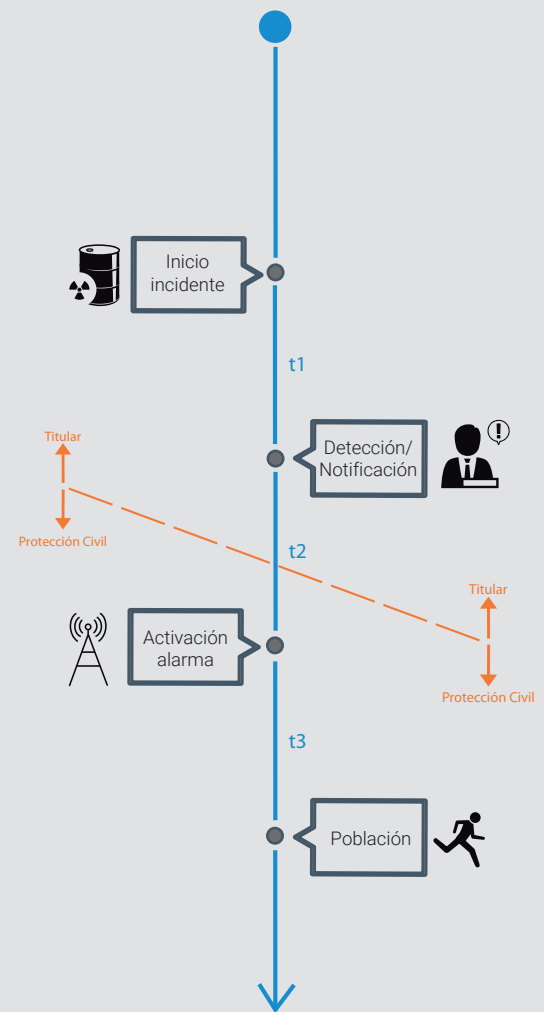 Inicio
incidente
t1
Detección/
Notificación
Titular
Protección Civil
t2
Titular
Protección Civil
Activación
alarma
t3
Población